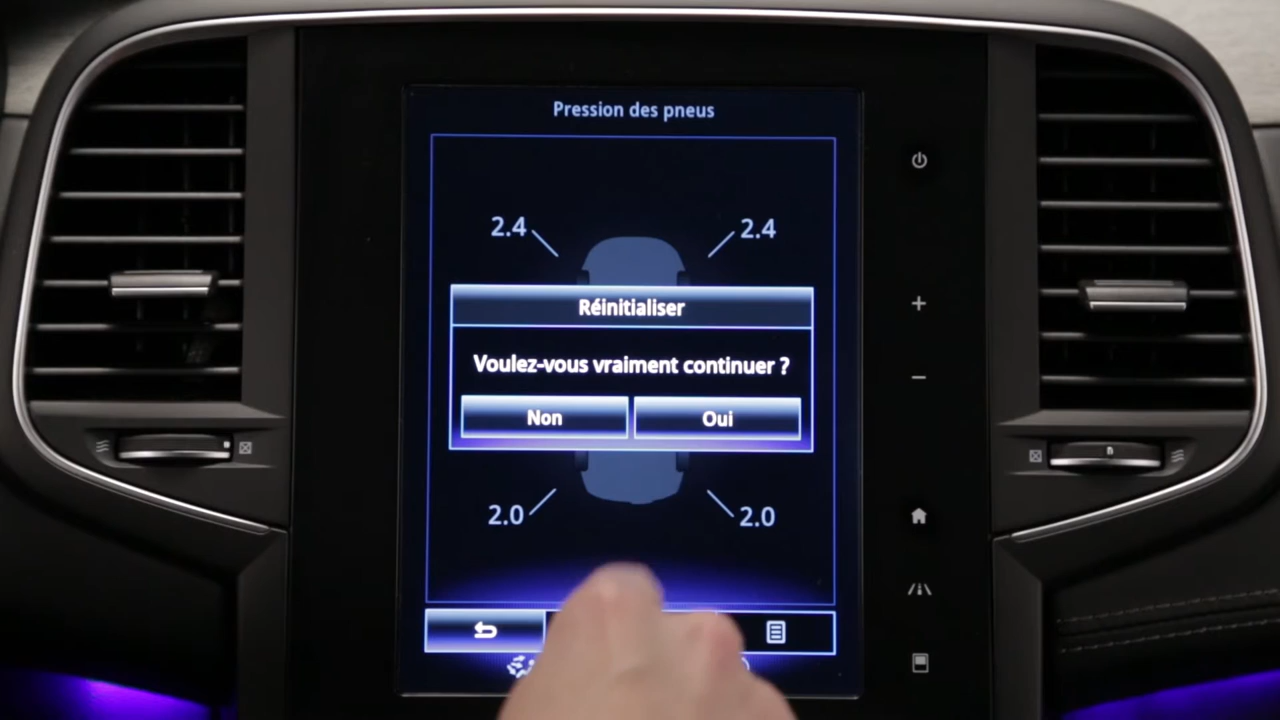 Pression des pneus
2.4 2.4
Réinitialiser
Voulez-vous vraiment continuer ?
Non Oui
2.0 2.0